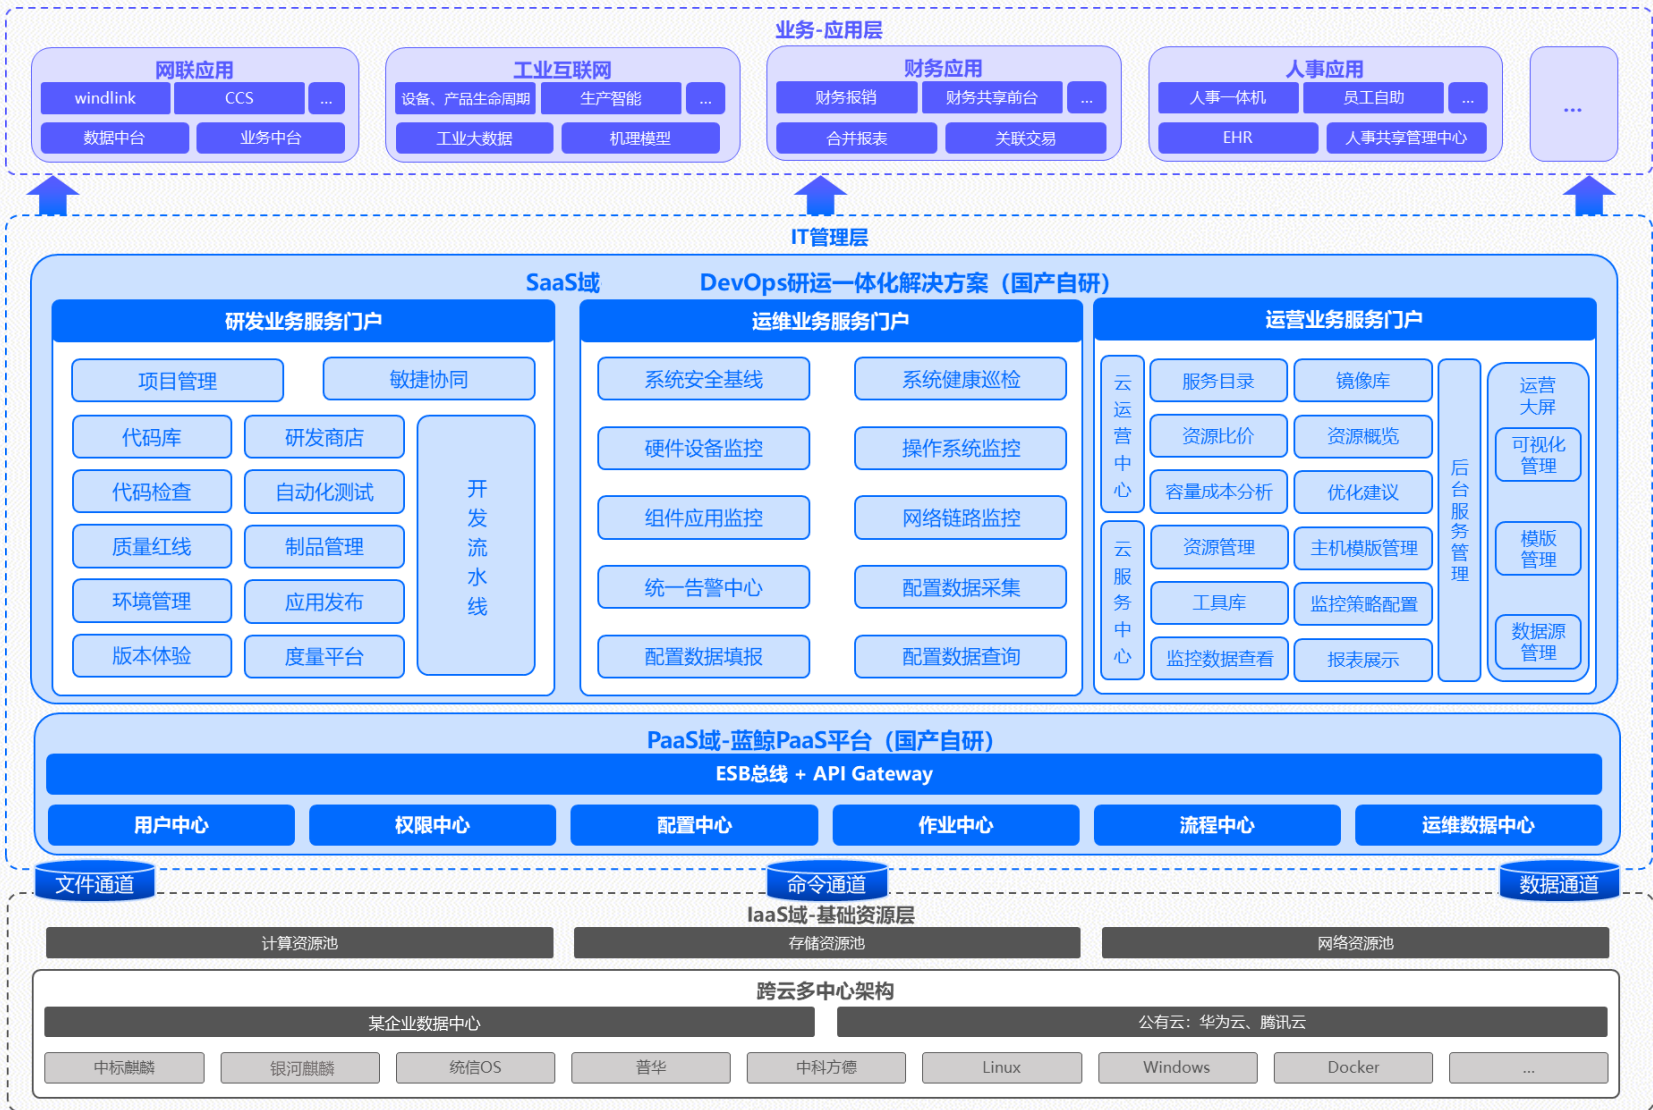 业务-应用层
网联应用
windlink
CCS
...
数据中台
业务中台
工业互联网
设备、产品生命周期
生产智能
...
工业大数据
机理模型
财务应用
财务报销
财务共享前台
...
合并报表
关联交易
人事应用
人事一体机
员工自助
...
EHR
人事共享管理中心
...
IT管理层
SaaS域
DevOps研运一体化解决方案（国产自研）
研发业务服务门户
项目管理
敏捷协同
代码库
研发商店
代码检查
自动化测试
质量红线
制品管理
环境管理
应用发布
版本体验
度量平台
开发流水线
运维业务服务门户
系统安全基线
系统健康巡检
硬件设备监控
操作系统监控
组件应用监控
网络链路监控
统一告警中心
配置数据采集
配置数据填报
配置数据查询
运营业务服务门户
云运营中心
服务目录
镜像库
资源比价
资源概览
容量成本分析
优化建议
云服务中心
资源管理
主机模版管理
工具库
监控策略配置
监控数据查看
报表展示
后台服务管理
运营
大屏
可视化
管理
模版
管理
数据源
管理
PaaS域-蓝鲸PaaS平台（国产自研）
ESB总线 + API Gateway
用户中心
权限中心
配置中心
作业中心
流程中心
运维数据中心
文件通道
命令通道
数据通道
IaaS域-基础资源层
计算资源池
存储资源池
网络资源池
跨云多中心架构
某企业数据中心
公有云：华为云、腾讯云
中标麒麟
银河麒麟
统信OS
普华
中科方德
Linux
Windows
Docker
...